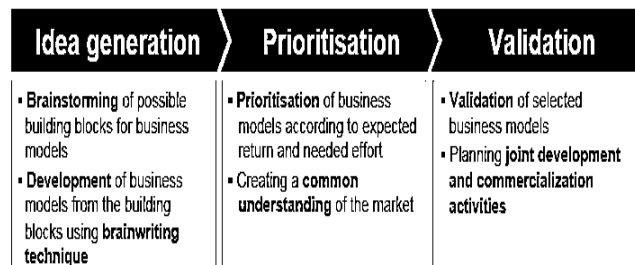 Idea generation
Prioritisation
Validation
▪ Brainstorming of possible
building blocks for business
models
▪ Development of business
models from the building
blocks using brainwriting
technique
▪ Prioritisation of business
models according to expected
return and needed effort
▪ Creating a common
understanding of the market
▪ Validation of selected
business models
▪ Planning joint development
and commercialization
activities